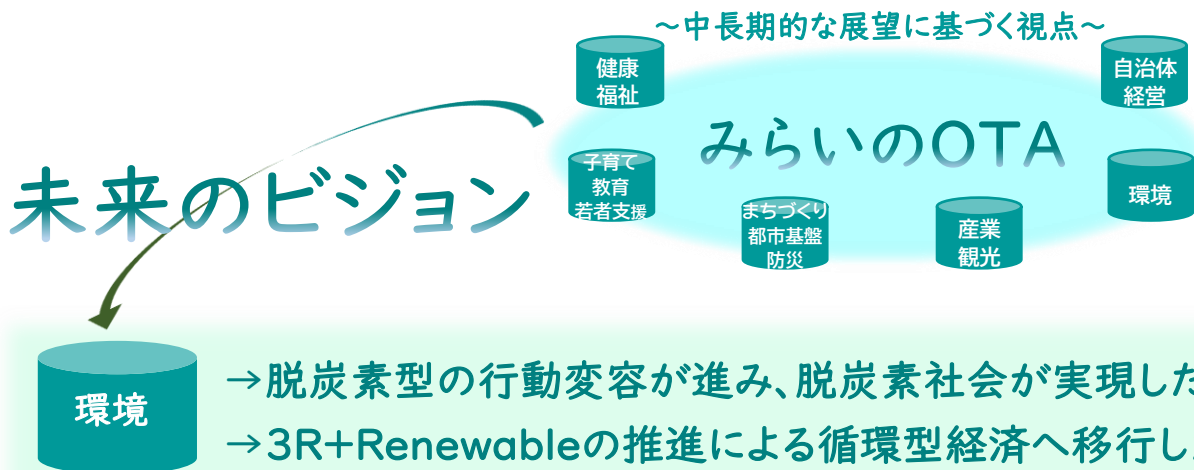 ~中長期的な展望に基づく視点~
健康
福祉
自治体
経営
みらいのOTA
未来のビジョン
子育て
教育
若者支援
環境
まちづくり
都市基盤
防災
産業
観光
環境
→脱炭素型の行動変容が進み、脱炭素社会が実現した
→3R+Renewableの推進による循環型経済へ移行し